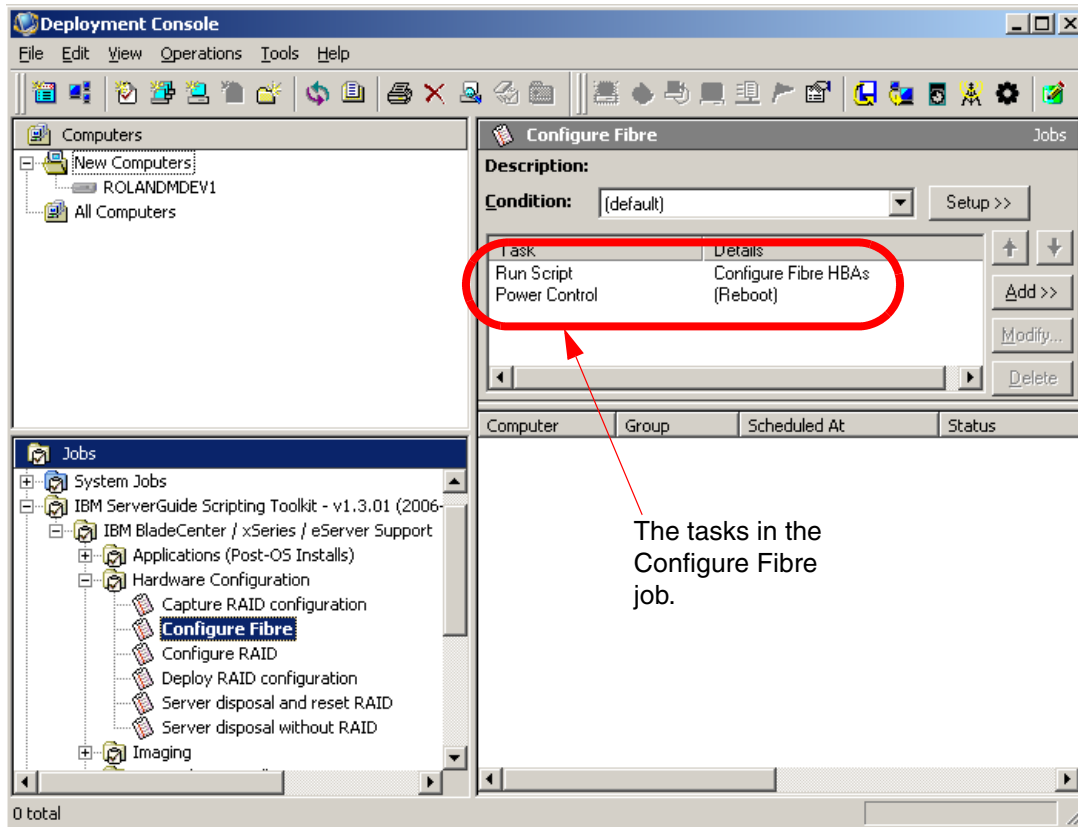 Deployment Console
File Edit View Operations Tools Help
Computers
New Computers
ROLANDMDEV1
All Computers
Jobs
System Jobs
IBM ServerGuide Scripting Toolkit - v1.3.01 (2006-
IBM BladeCenter / xSeries / eServer Support
Applications (Post-OS Installs)
Hardware Configuration
Capture RAID configuration
Configure Fibre
Configure RAID
Deploy RAID configuration
Server disposal and reset RAID
Server disposal without RAID
Imaging
Configure Fibre Jobs
Description:
Condition: (default) Setup >>
Task Details
Run Script Configure Fibre HBAs
Power Control (Reboot)
Add >>
Modify...
Delete
Computer Group Scheduled At Status
The tasks in the
Configure Fibre
job.
0 total